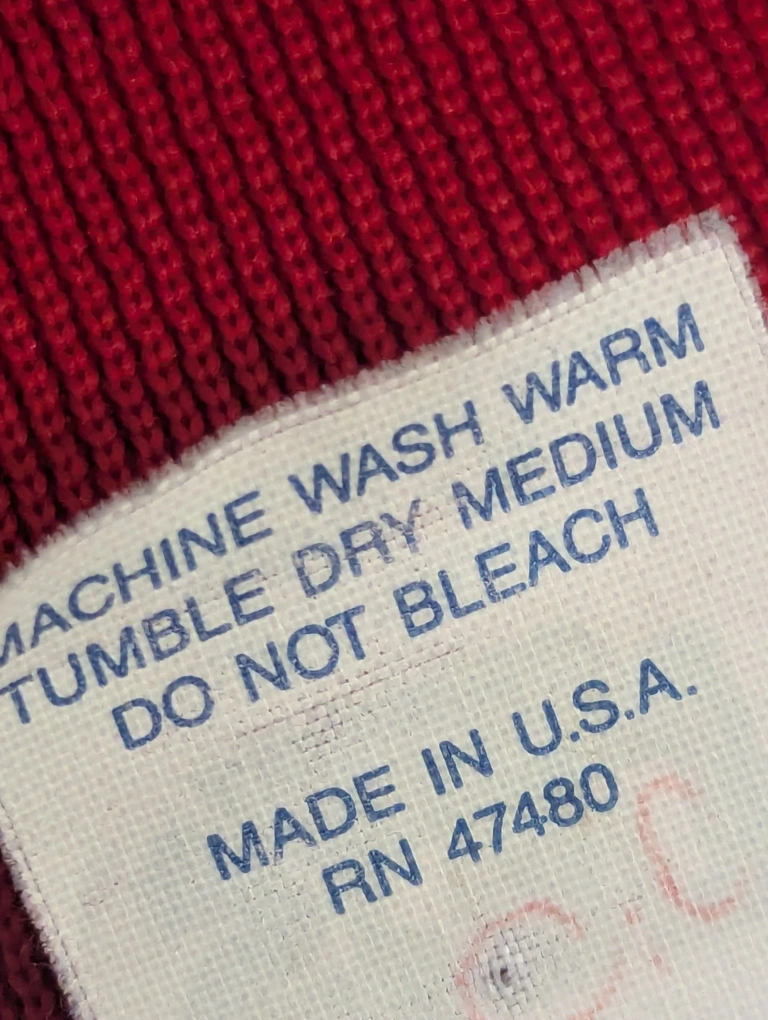 MACHINE WASH WARM
TUMBLE DRY MEDIUM
DO NOT BLEACH
MADE IN U.S.A.
RN 47480
C.C